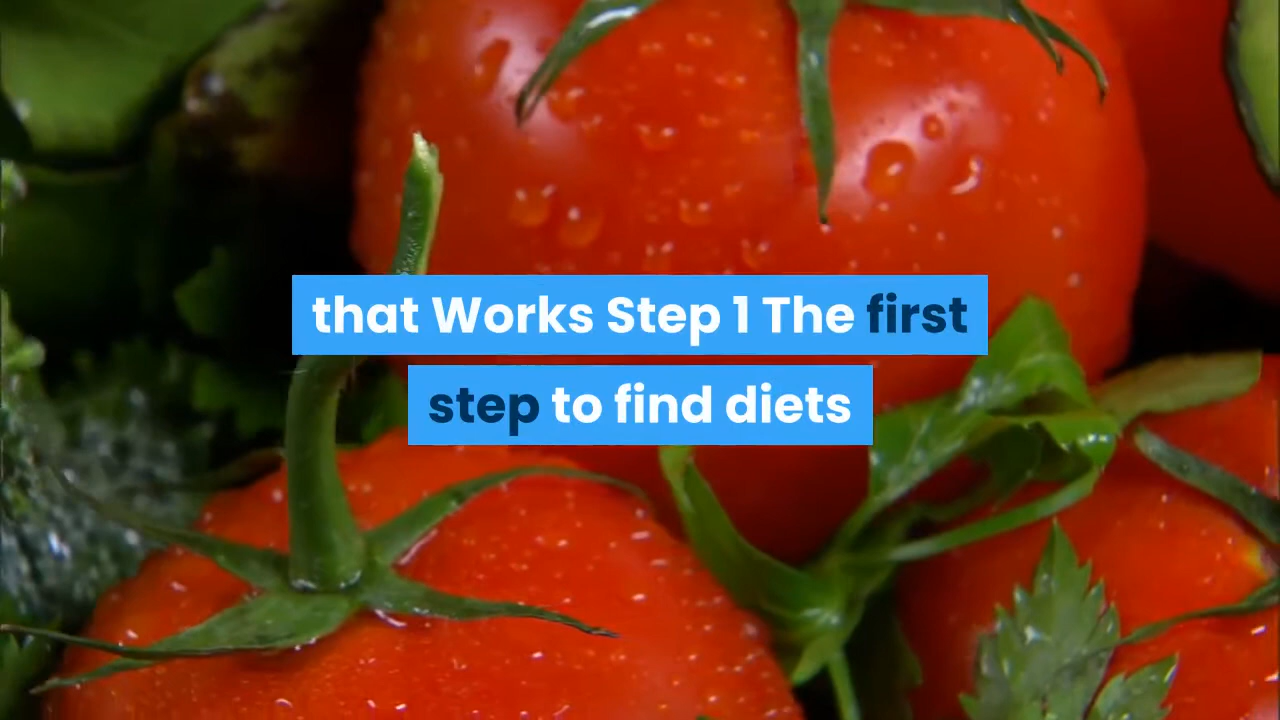 that Works Step 1 The first
step to find diets